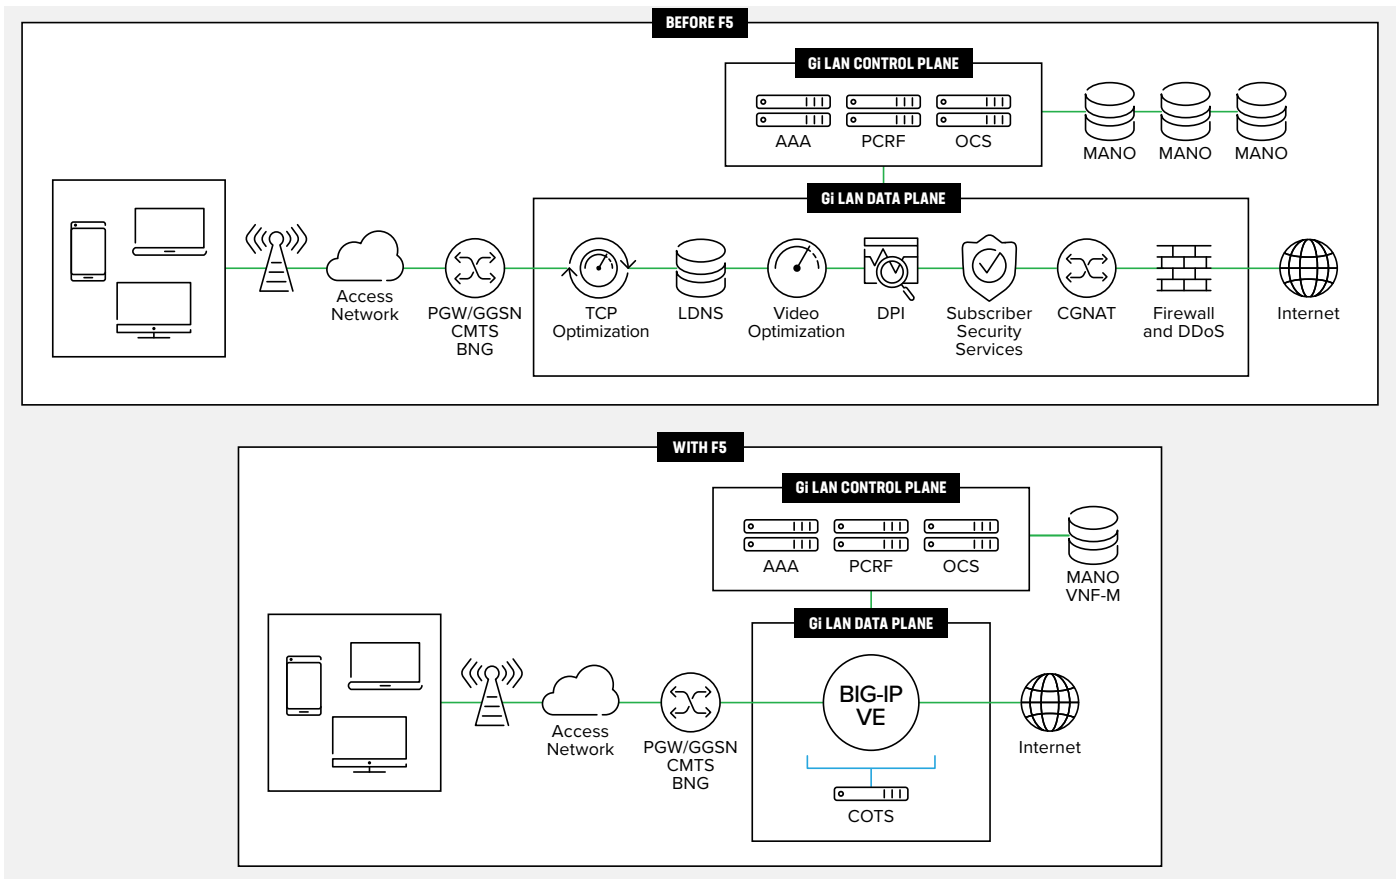 BEFORE F5
Gi LAN CONTROL PLANE
AAA
PCRF
OCS
MANO
MANO
MANO
Gi LAN DATA PLANE
Access
Network
PGW/GGSN
CMTS
BNG
TCP
Optimization
LDNS
Video
Optimization
DPI
Subscriber
Security
Services
CGNAT
Firewall
and DDoS
Internet
WITH F5
Gi LAN CONTROL PLANE
AAA
PCRF
OCS
MANO
VNF-M
Gi LAN DATA PLANE
Access
Network
PGW/GGSN
CMTS
BNG
BIG-IP
VE
COTS
Internet